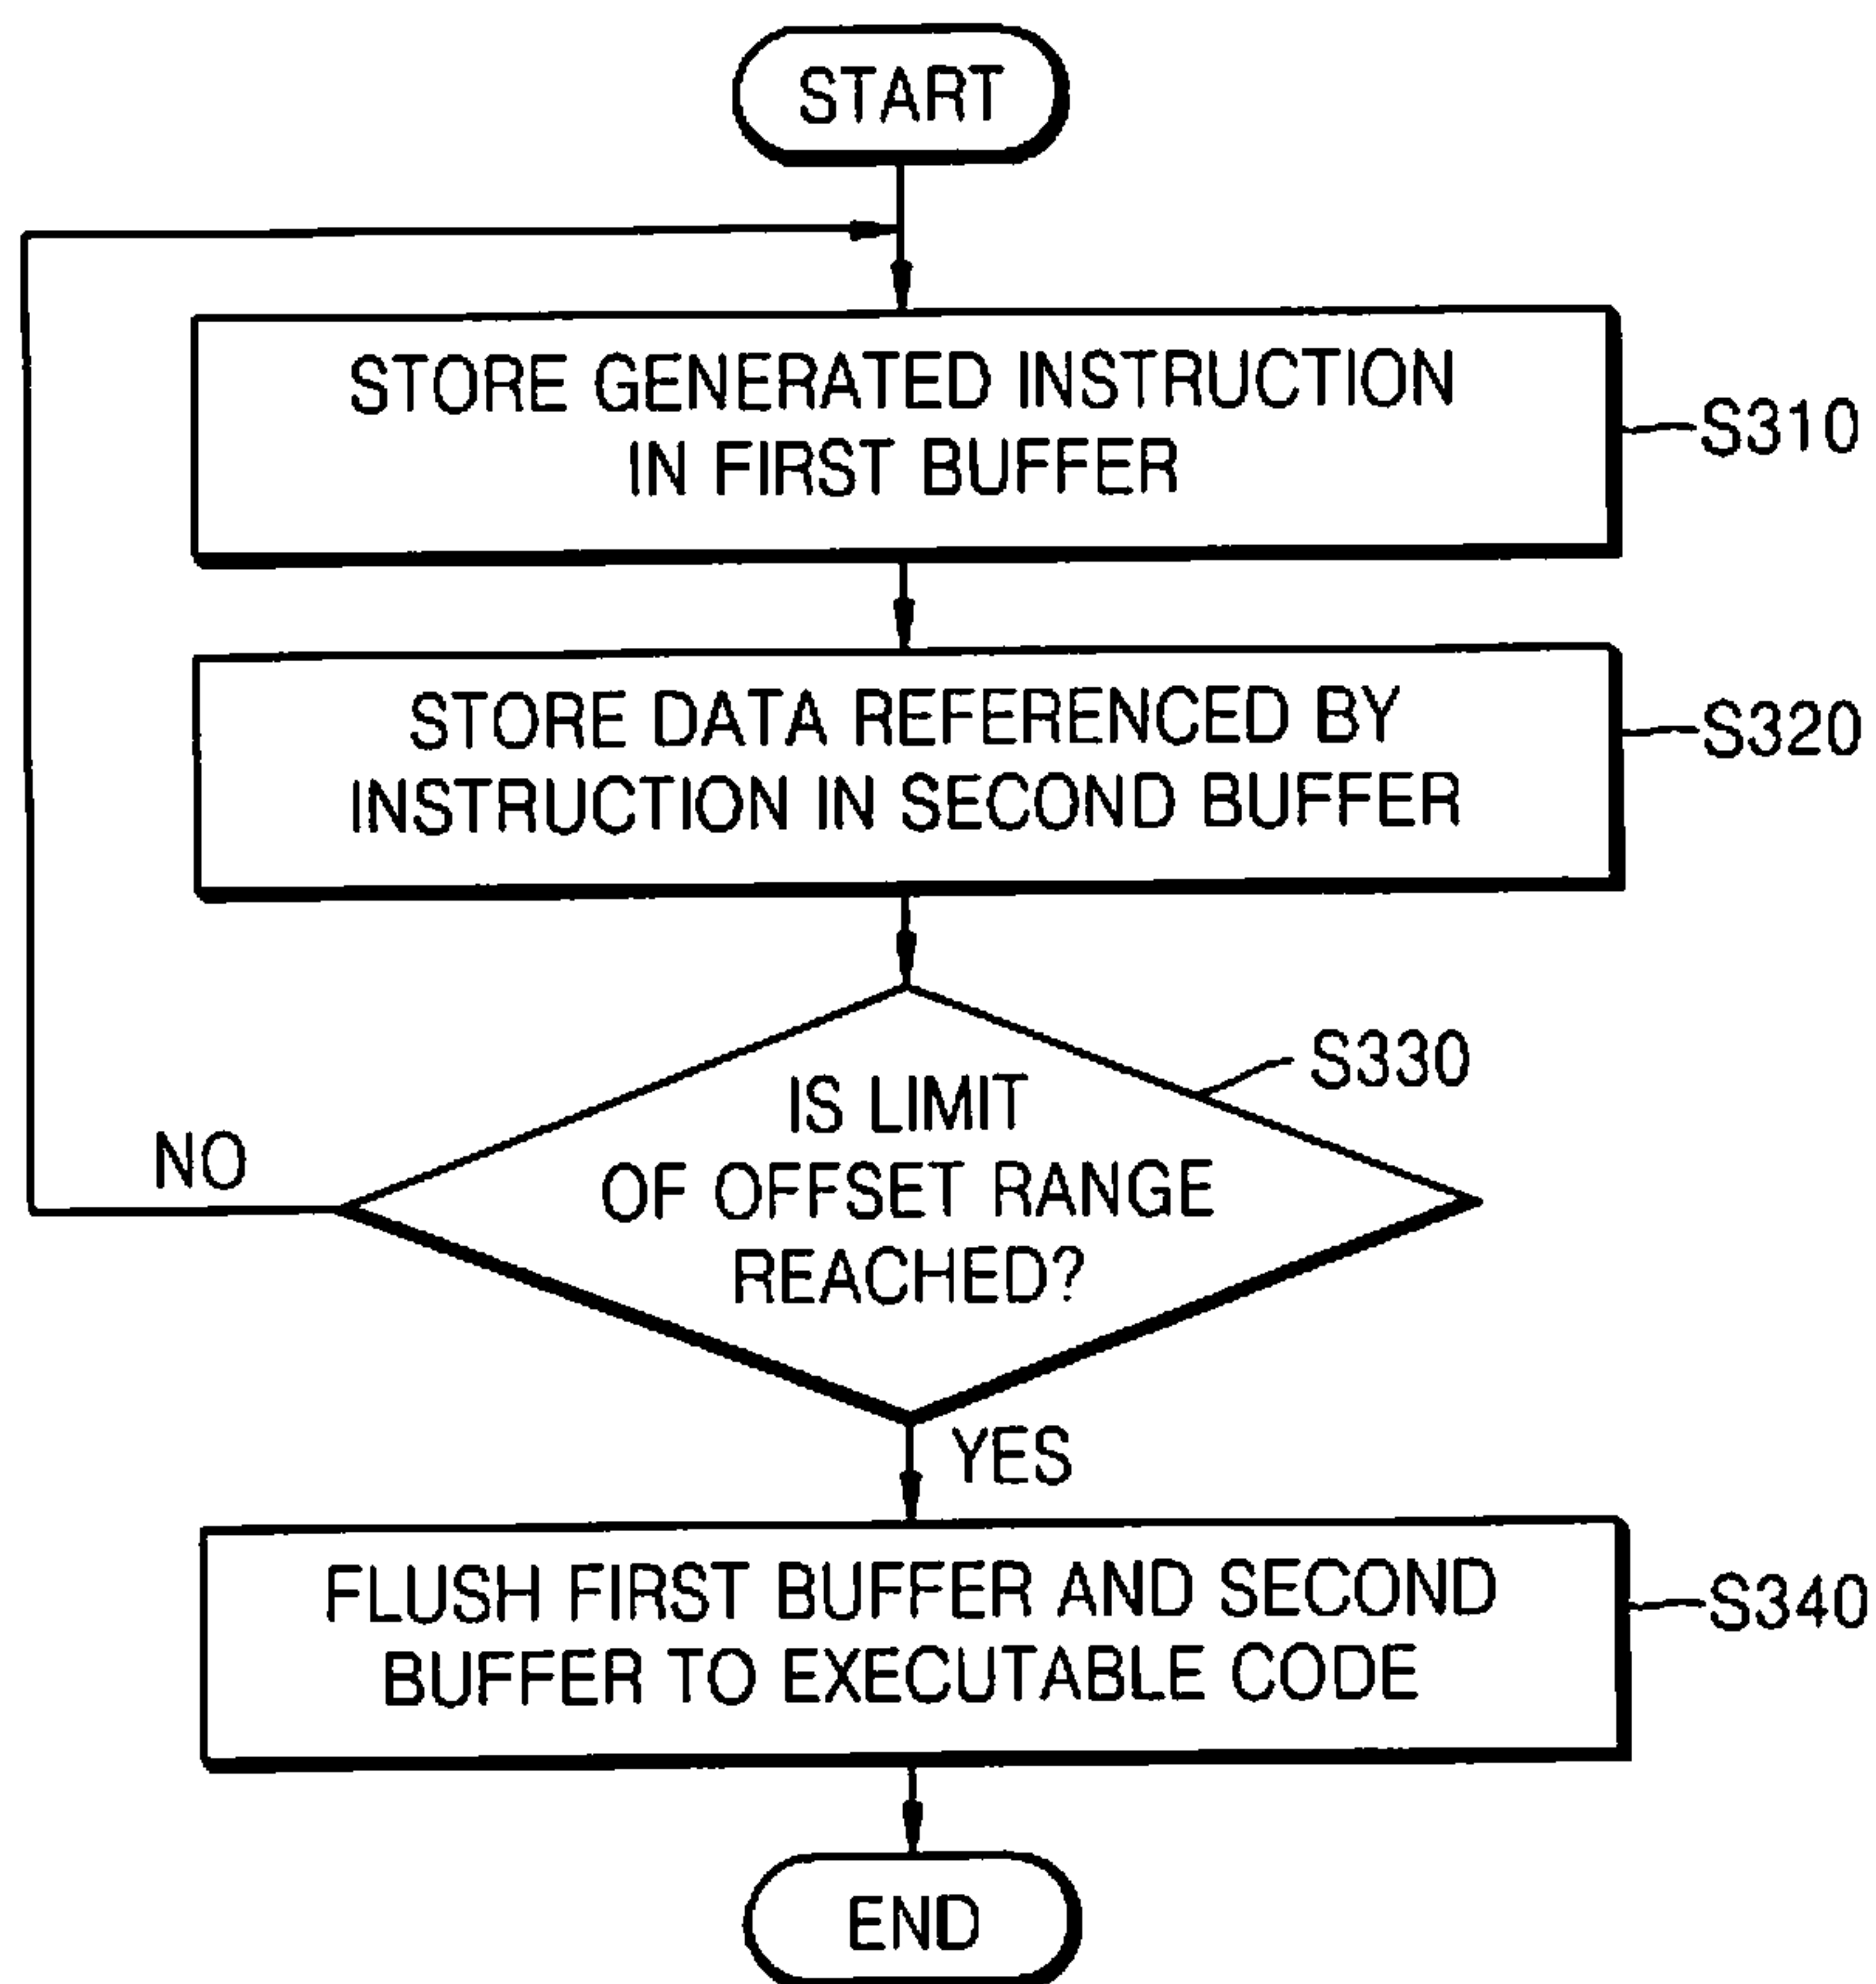 START
STORE GENERATED INSTRUCTION
IN FIRST BUFFER
S310
STORE DATA REFERENCED BY
INSTRUCTION IN SECOND BUFFER
S320
S330
IS LIMIT
OF OFFSET RANGE
REACHED?
NO
YES
FLUSH FIRST BUFFER AND SECOND
BUFFER TO EXECUTABLE CODE
S340
END